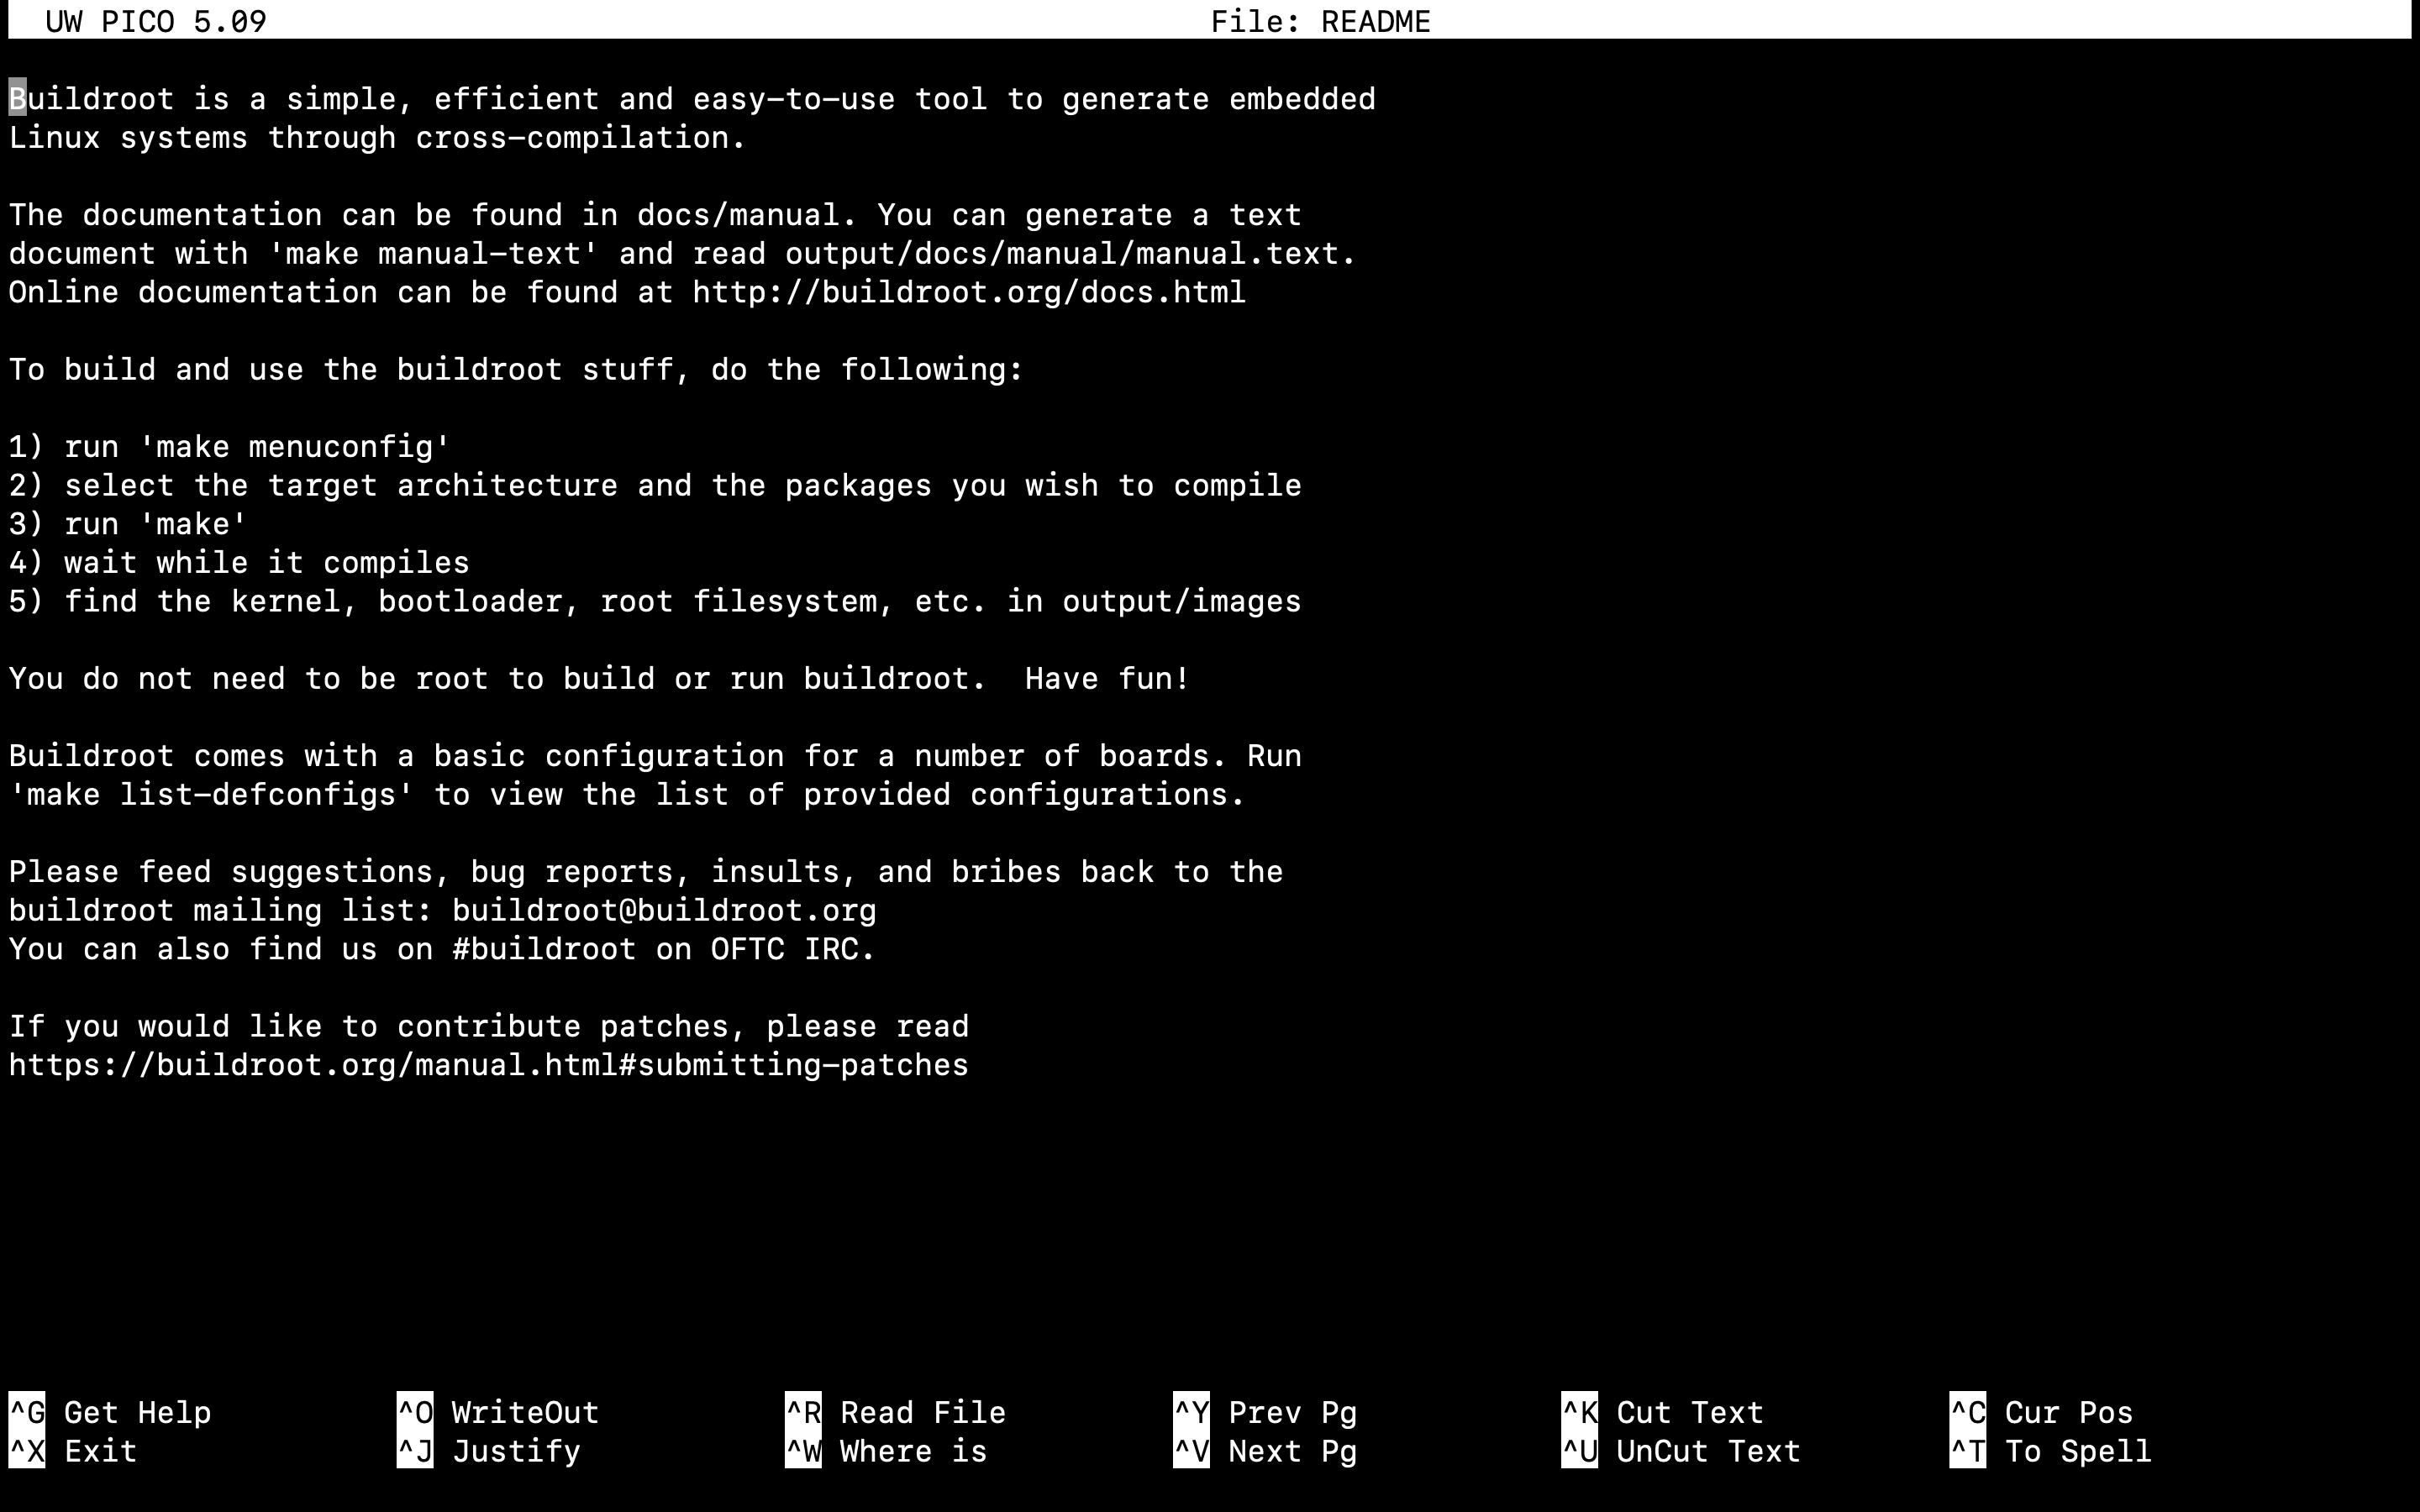 UW PICO 5.09 File: README
Buildroot is a simple, efficient and easy-to-use tool to generate embedded
Linux systems through cross-compilation.
The documentation can be found in docs/manual. You can generate a text
document with 'make manual-text' and read output/docs/manual/manual.text.
Online documentation can be found at http://buildroot.org/docs.html
To build and use the buildroot stuff, do the following:
1) run 'make menuconfig'
2) select the target architecture and the packages you wish to compile
3) run 'make'
4) wait while it compiles
5) find the kernel, bootloader, root filesystem, etc. in output/images
You do not need to be root to build or run buildroot.  Have fun!
Buildroot comes with a basic configuration for a number of boards. Run
'make list-defconfigs' to view the list of provided configurations.
Please feed suggestions, bug reports, insults, and bribes back to the
buildroot mailing list: buildroot@buildroot.org
You can also find us on #buildroot on OFTC IRC.
If you would like to contribute patches, please read
https://buildroot.org/manual.html#submitting-patches
^G Get Help ^O WriteOut ^R Read File ^Y Prev Pg ^K Cut Text ^C Cur Pos
^X Exit ^J Justify ^W Where is ^V Next Pg ^U UnCut Text ^T To Spell